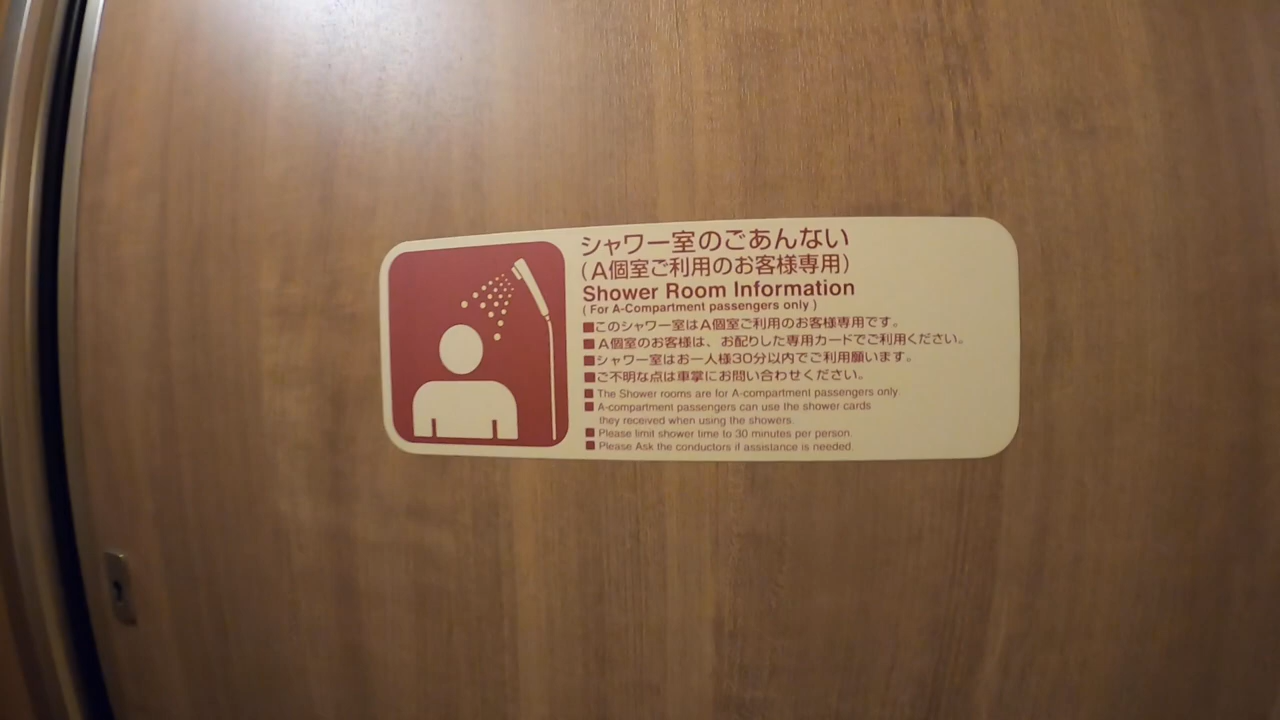 シャワー室のごあんない
（A個室ご利用のお客様専用）
Shower Room Information
( For A-Compartment passengers only )
■このシャワー室はA個室ご利用のお客様専用です。
■A個室のお客様は、お配りした専用カードでご利用ください。
■シャワー室はお一人様30分以内でご利用願います。
■ご不明な点は車掌にお問い合わせください。
■ The Shower rooms are for A-compartment passengers only.
■ A-compartment passengers can use the shower cards
they received when using the showers.
■ Please limit shower time to 30 minutes per person.
■ Please Ask the conductors if assistance is needed.